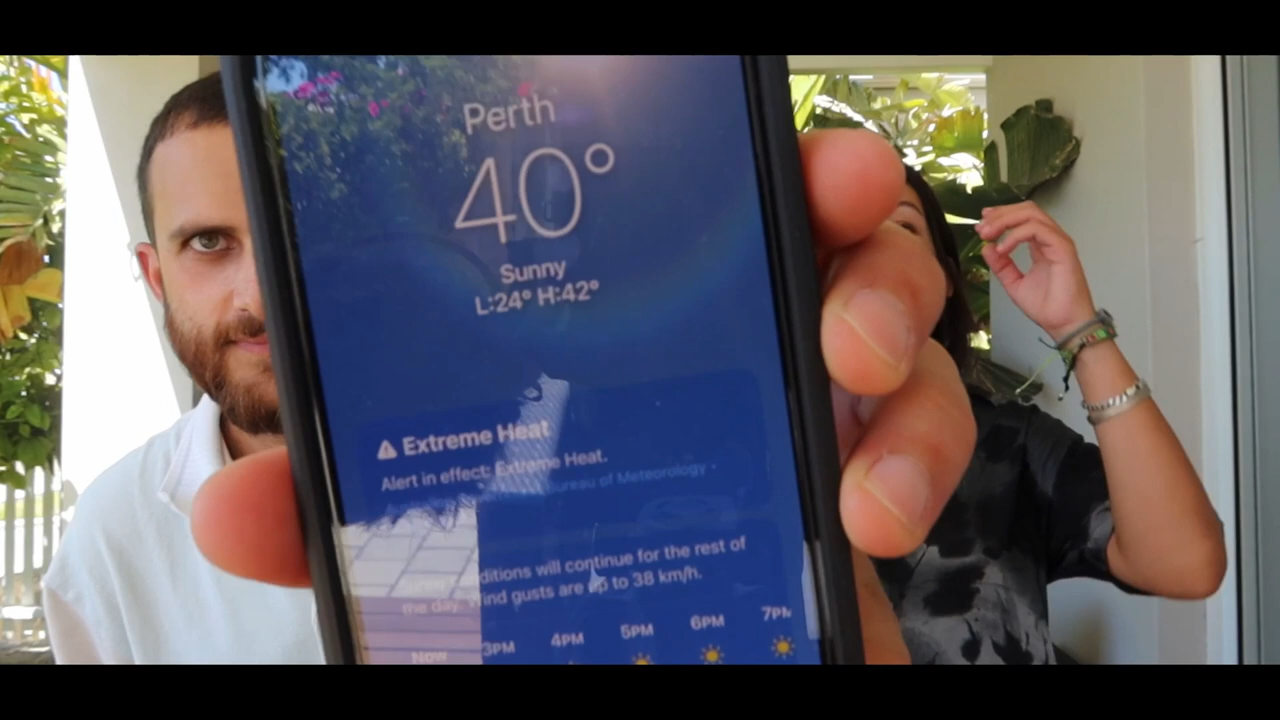 Perth
40°
Sunny
L:24° H:42°
Extreme Heat
Alert in effect: Extreme Heat.
Bureau of Meteorology
conditions will continue for the rest of
the day. Wind gusts are up to 38 km/h.
Now 3PM 4PM 5PM 6PM 7PM